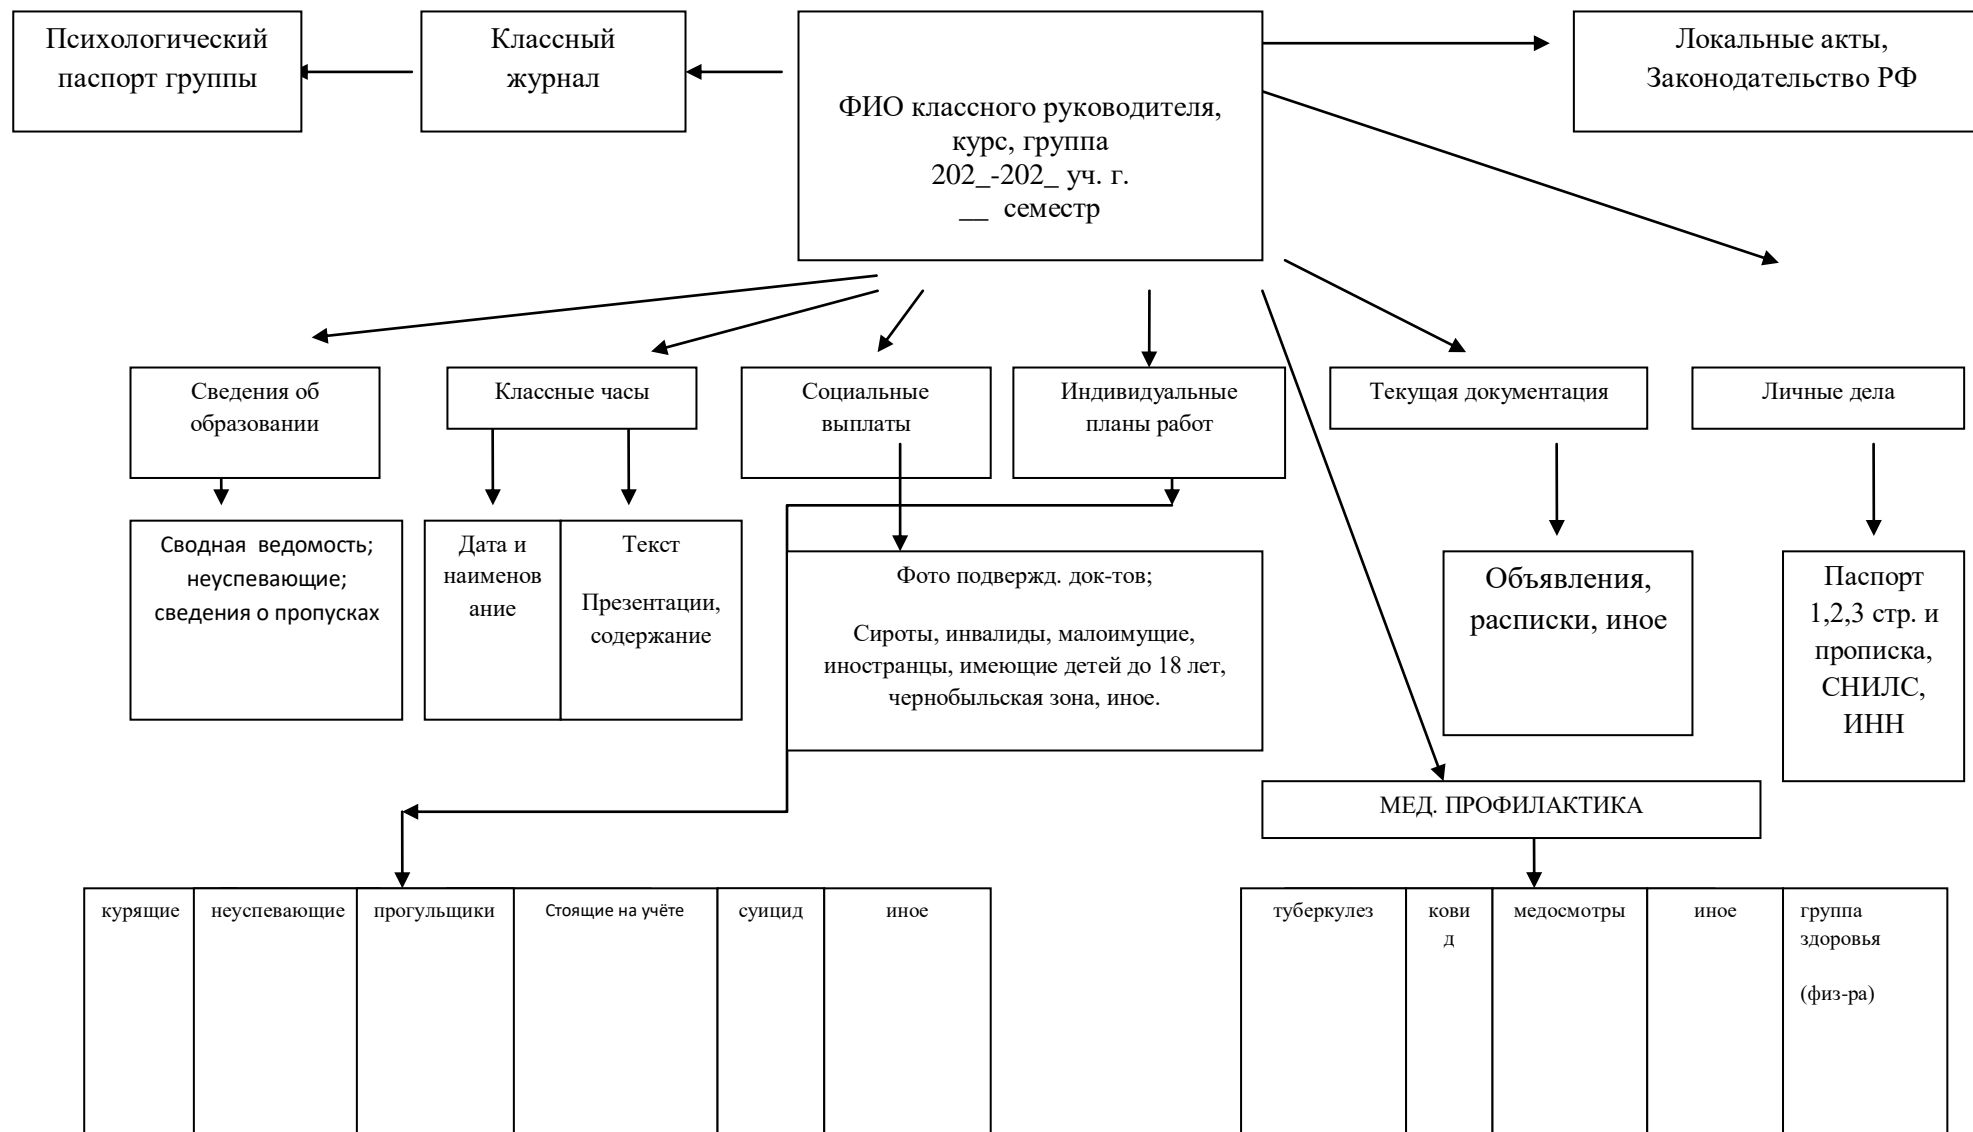 Психологический
паспорт группы
Классный
журнал
ФИО классного руководителя,
курс, группа
202_-202_ уч. г.
__ семестр
Локальные акты,
Законодательство РФ
Сведения об
образовании
Классные часы
Социальные
выплаты
Индивидуальные
планы работ
Текущая документация
Личные дела
Сводная ведомость;
неуспевающие;
сведения о пропусках
Дата и
наименов
ание
Текст
Презентации,
содержание
Фото подвержд. док-тов;
Сироты, инвалиды, малоимущие,
иностранцы, имеющие детей до 18 лет,
чернобыльская зона, иное.
Объявления,
расписки, иное
Паспорт
1,2,3 стр. и
прописка,
СНИЛС,
ИНН
МЕД. ПРОФИЛАКТИКА
курящие
неуспевающие
прогульщики
Стоящие на учёте
суицид
иное
туберкулез
кови
д
медосмотры
иное
группа
здоровья
(физ-ра)